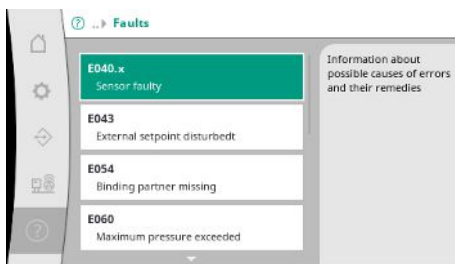 ? ..▸ Faults
E040.x
Sensor faulty
E043
External setpoint disturbedt
E054
Binding partner missing
E060
Maximum pressure exceeded
Information about
possible causes of errors
and their remedies
?